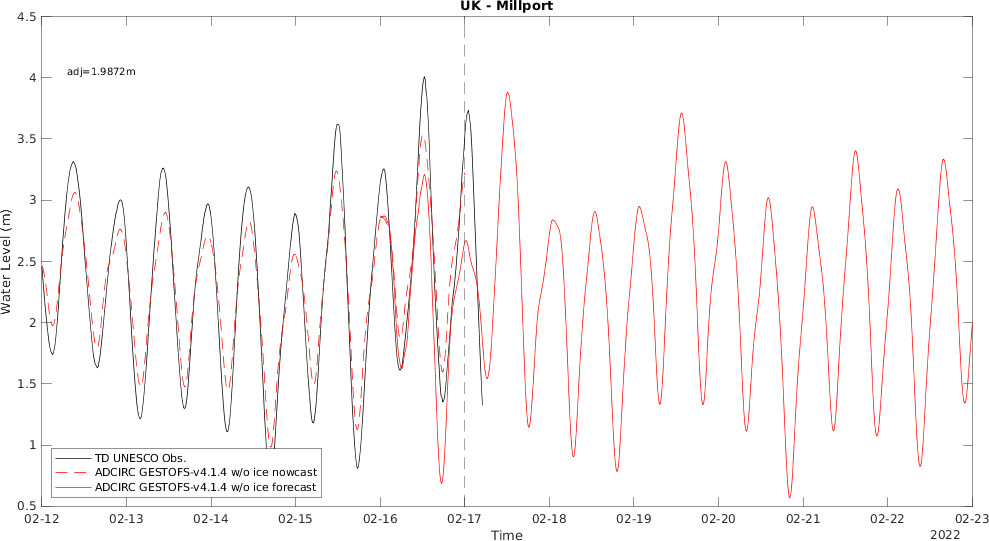 UK - Millport
4.5
4
3.5
3
2.5
2
1.5
1
0.5
Water Level (m)
adj=1.9872m
TD UNESCO Obs.
ADCIRC GESTOFS-v4.1.4 w/o ice nowcast
ADCIRC GESTOFS-v4.1.4 w/o ice forecast
02-12 02-13 02-14 02-15 02-16 02-17 02-18 02-19 02-20 02-21 02-22 02-23
Time
2022